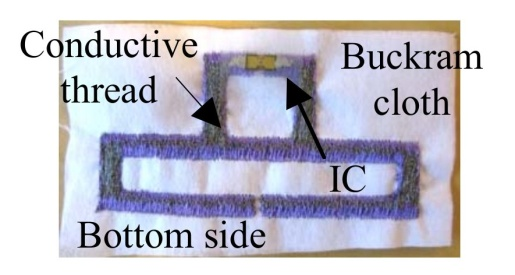 Conductive
thread
Buckram
cloth
IC
Bottom side